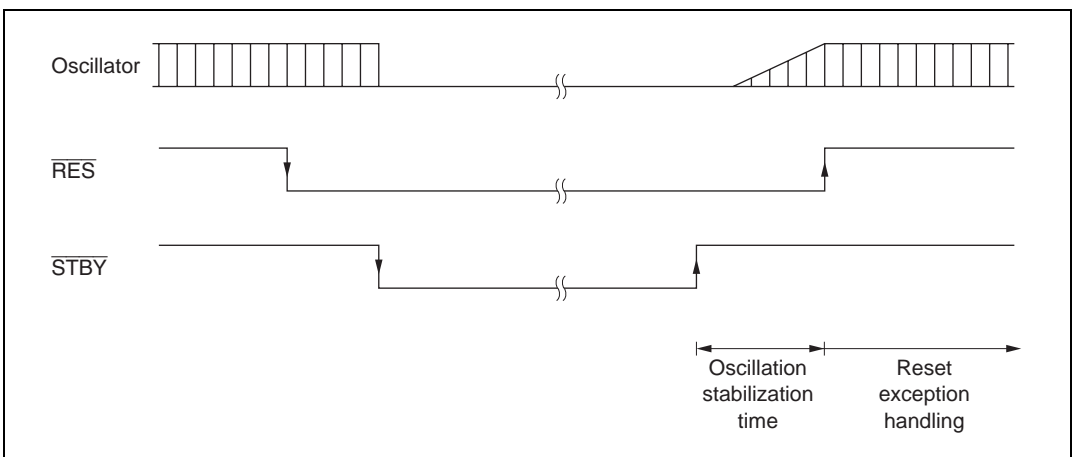 Oscillator
RES
STBY
Oscillation
stabilization
time
Reset
exception
handling